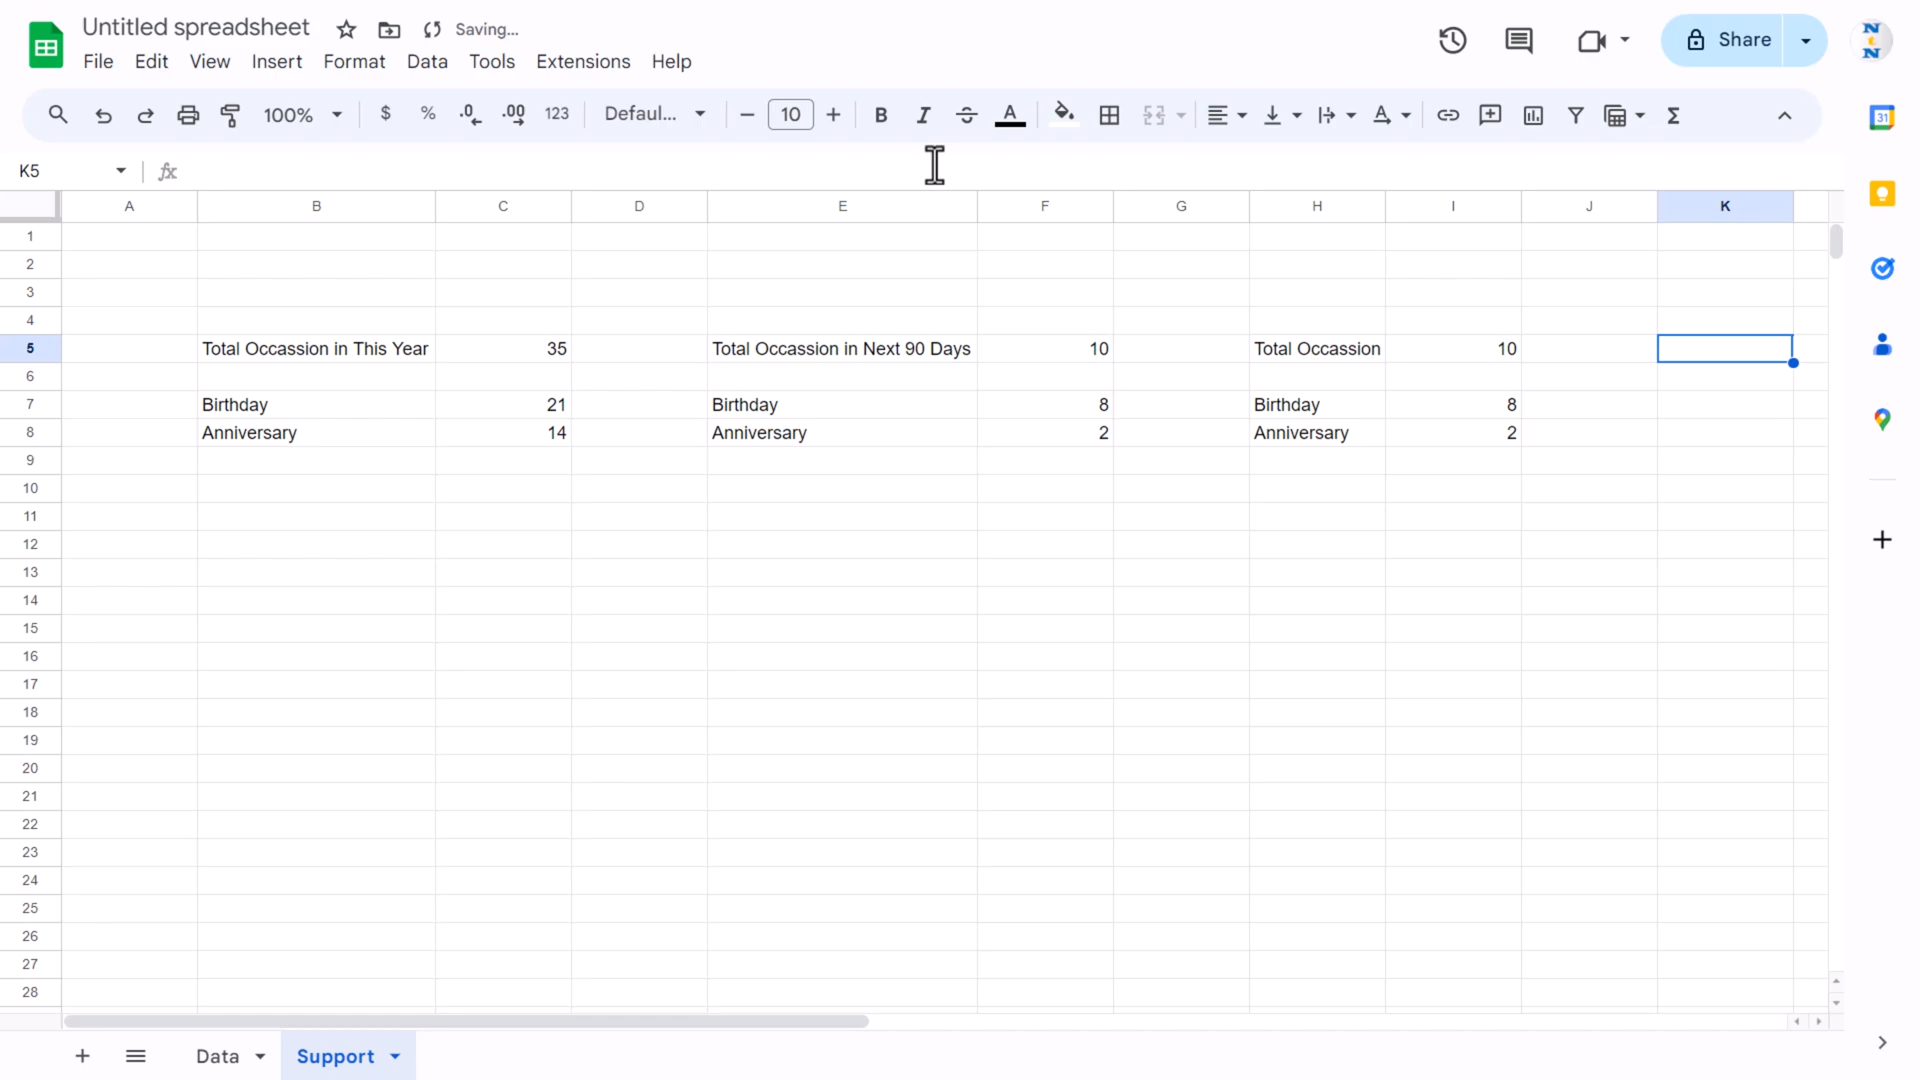 Untitled spreadsheet Saving...
File Edit View Insert Format Data Tools Extensions Help
Share
100% $ % .0 .00 123 Defaul... 10 B I S A A Σ
31
K5 fx
A B C D E F G H I J K
1
2
3
4
5 Total Occassion in This Year 35 Total Occassion in Next 90 Days 10 Total Occassion 10
6
7 Birthday 21 Birthday 8 Birthday 8
8 Anniversary 14 Anniversary 2 Anniversary 2
9
10
11
12
13
14
15
16
17
18
19
20
21
22
23
24
25
26
27
28
Data Support